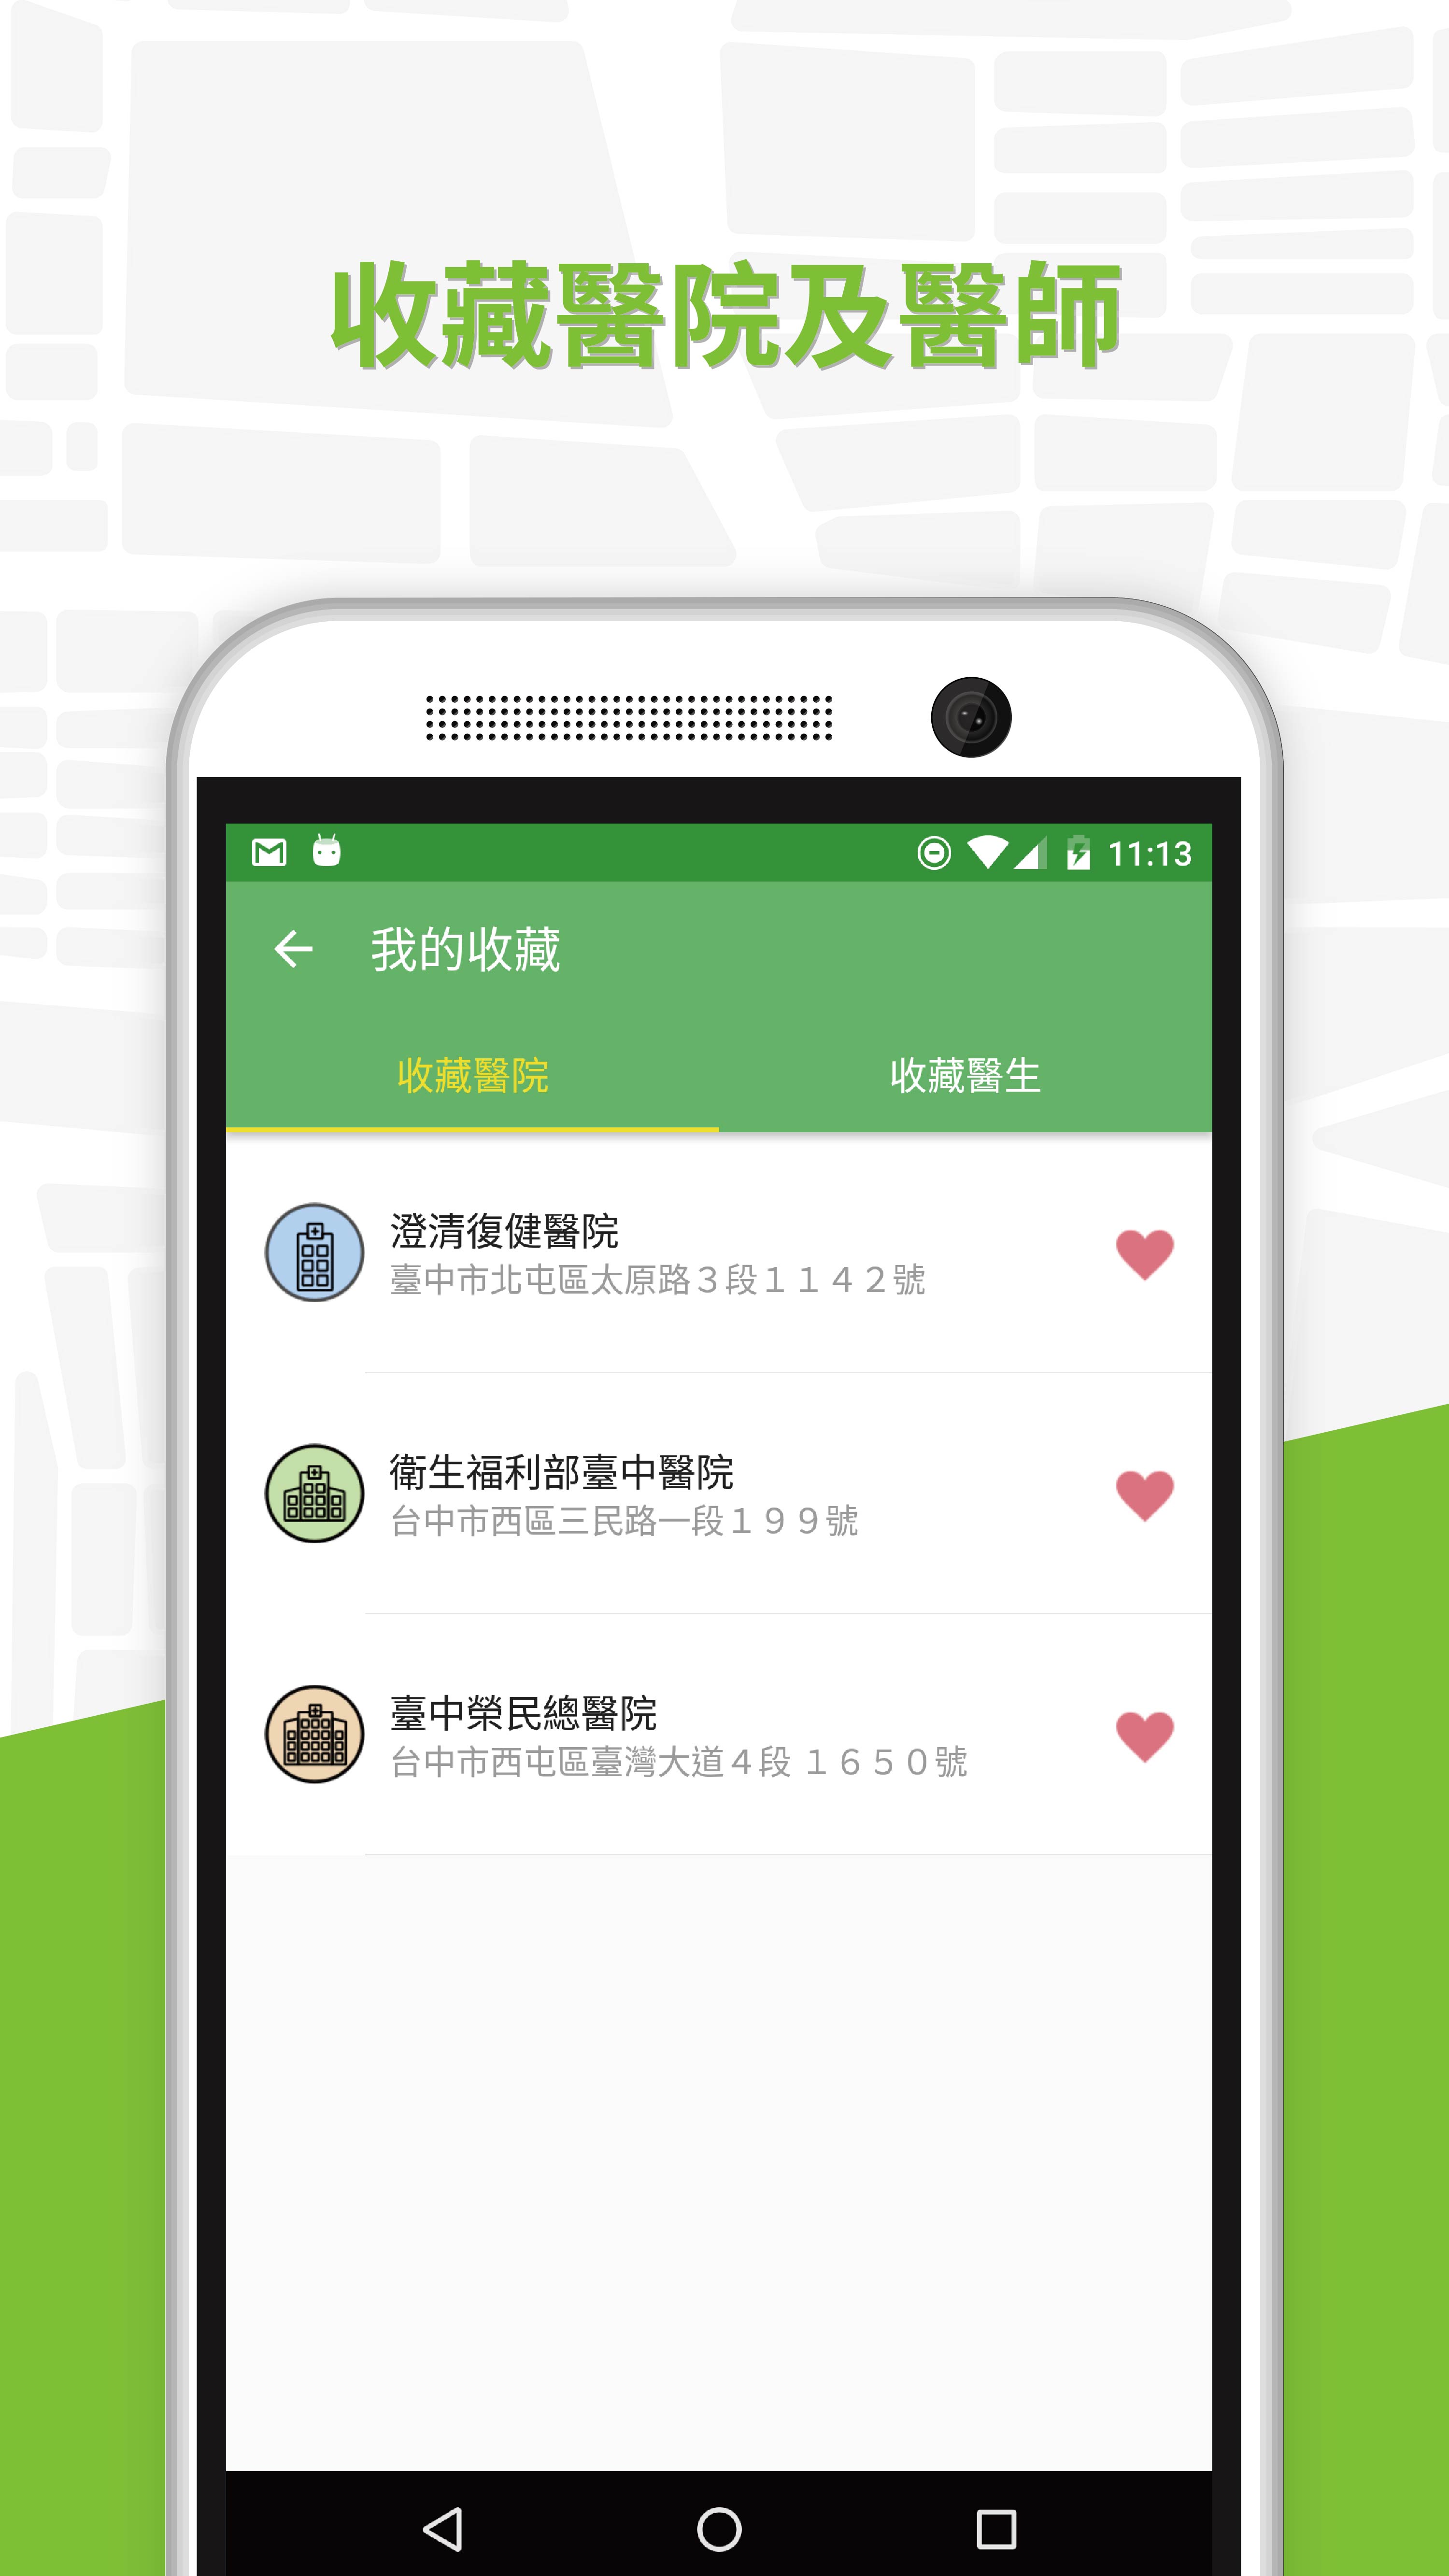 收藏醫院及醫師
11:13
我的收藏
收藏醫院
收藏醫生
澄清復健醫院
臺中市北屯區太原路３段１１４２號
衛生福利部臺中醫院
台中市西區三民路一段１９９號
臺中榮民總醫院
台中市西屯區臺灣大道４段 １６５０號